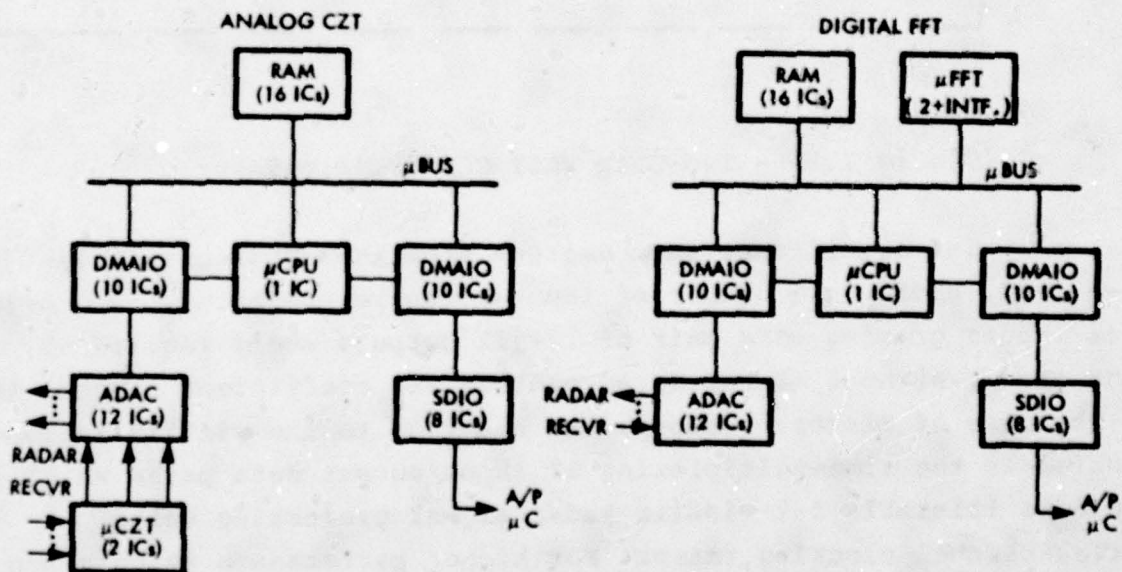 ANALOG CZT
RAM
(16 ICs)
μBUS
DMAIO
(10 ICs)
μCPU
(1 IC)
DMAIO
(10 ICs)
ADAC
(12 ICs)
SDIO
(8 ICs)
RADAR
RECVR
μCZT
(2 ICs)
A/P
μC
DIGITAL FFT
RAM
(16 ICs)
μFFT
( 2+INTF.)
μBUS
DMAIO
(10 ICs)
μCPU
(1 IC)
DMAIO
(10 ICs)
RADAR
RECVR
ADAC
(12 ICs)
SDIO
(8 ICs)
A/P
μC